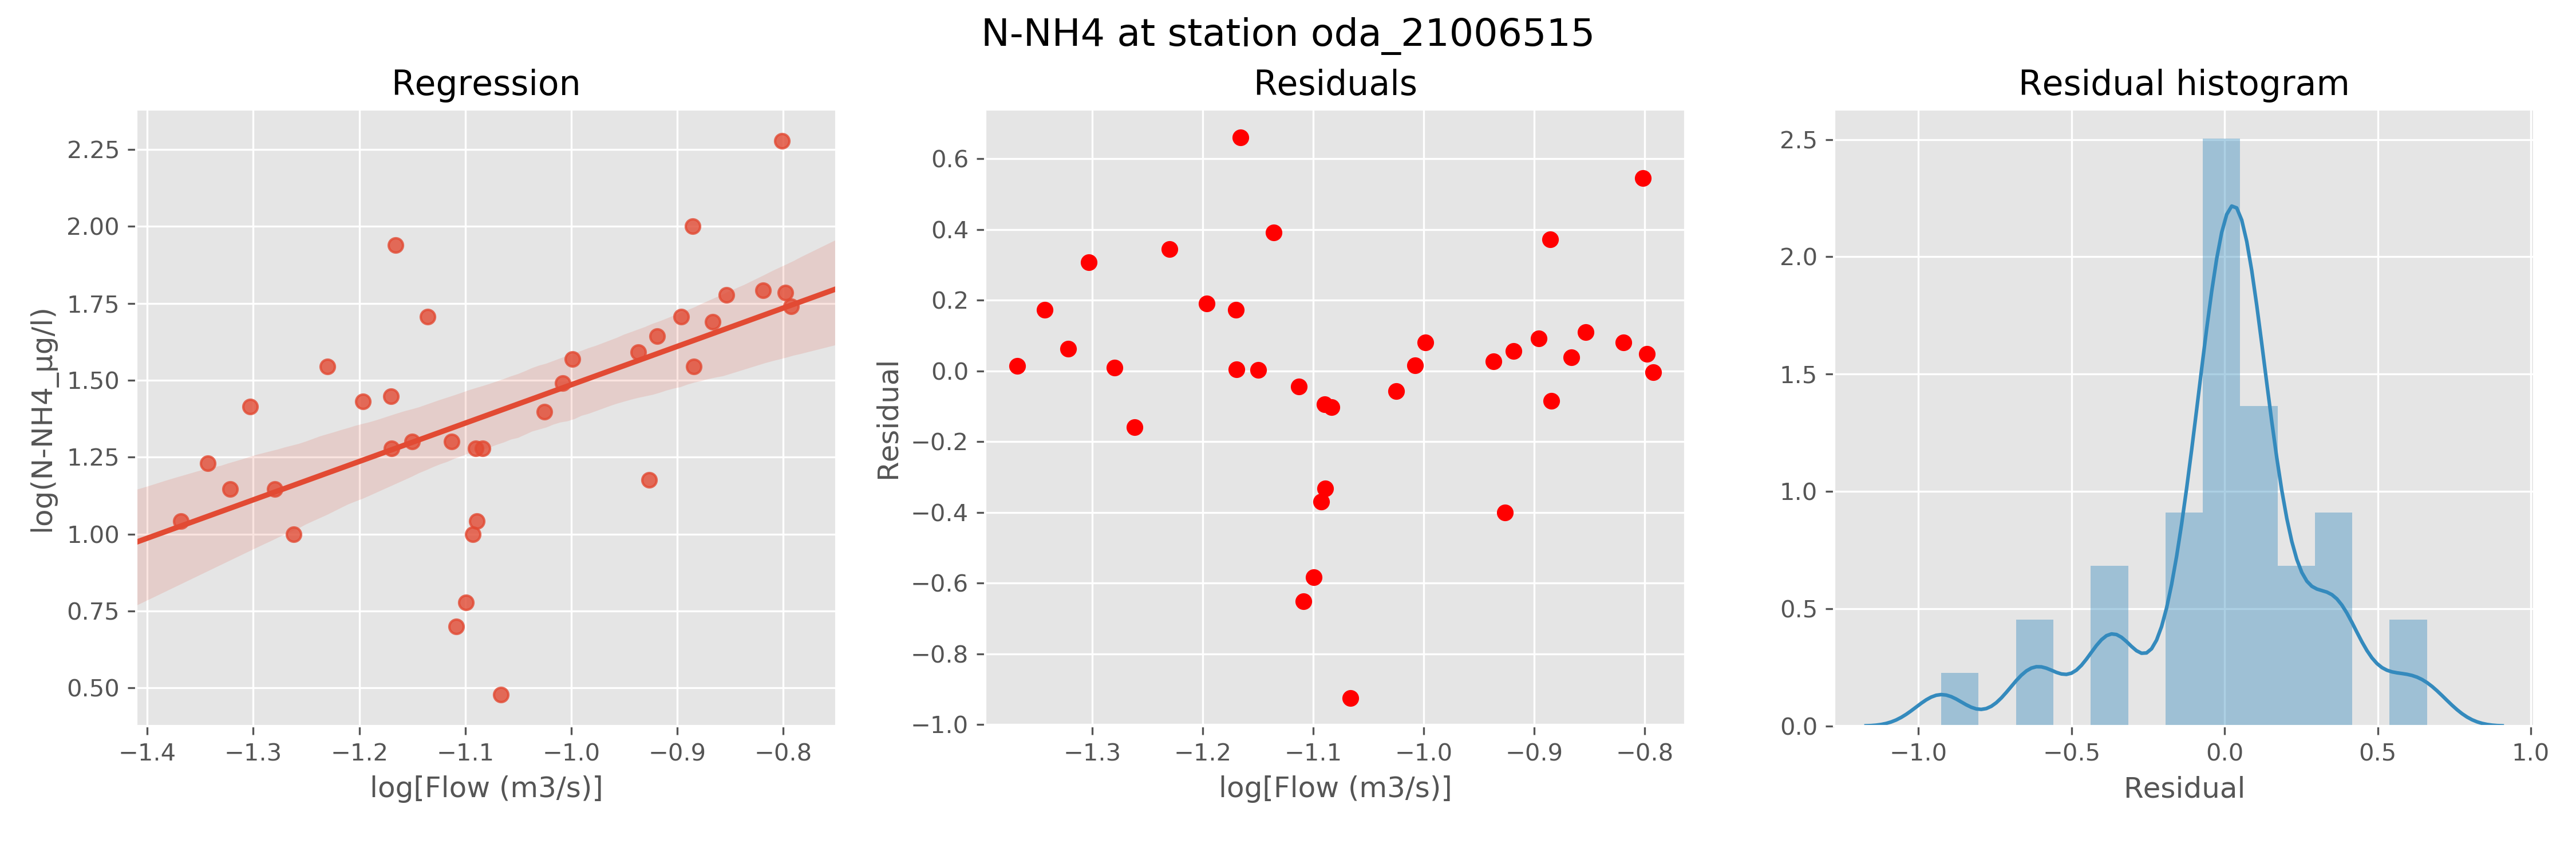 N-NH4 at station oda_21006515
Regression
2.25
2.00
1.75
1.50
1.25
1.00
0.75
0.50
log(N-NH4_µg/l)
−1.4 −1.3 −1.2 −1.1 −1.0 −0.9 −0.8
log[Flow (m3/s)]
Residuals
0.6
0.4
0.2
0.0
−0.2
−0.4
−0.6
−0.8
−1.0
Residual
−1.3 −1.2 −1.1 −1.0 −0.9 −0.8
log[Flow (m3/s)]
Residual histogram
2.5
2.0
1.5
1.0
0.5
0.0
−1.0 −0.5 0.0 0.5 1.0
Residual